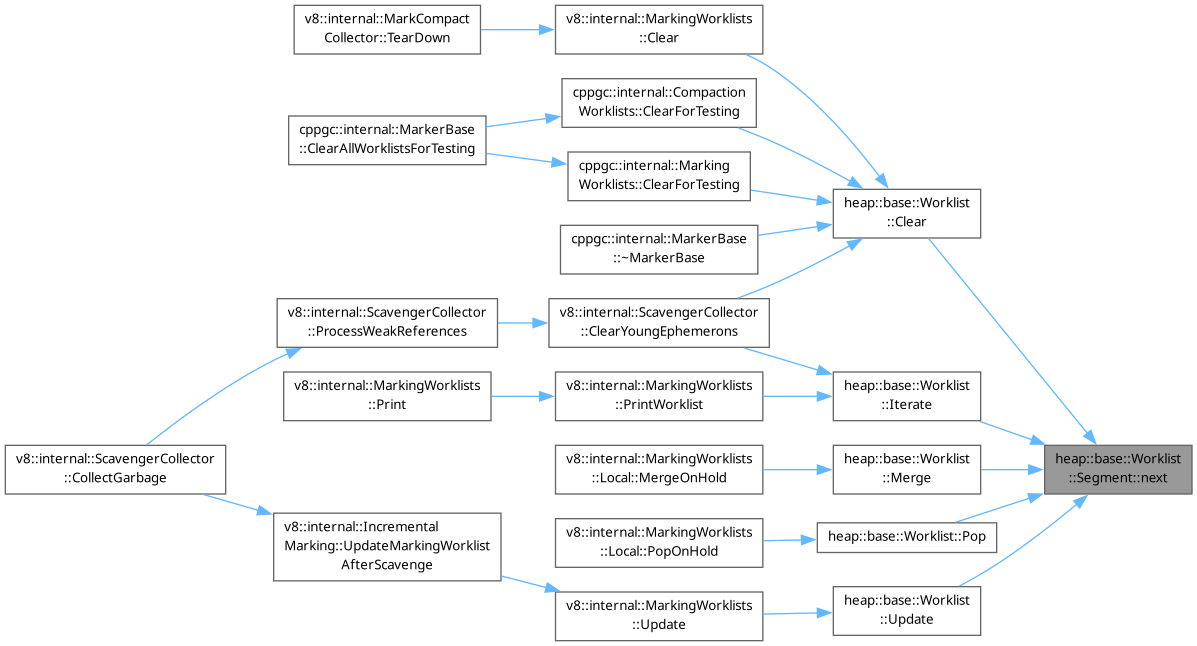 v8::internal::MarkCompact
Collector::TearDown
v8::internal::MarkingWorklists
::Clear
cppgc::internal::Compaction
Worklists::ClearForTesting
cppgc::internal::MarkerBase
::ClearAllWorklistsForTesting
cppgc::internal::Marking
Worklists::ClearForTesting
heap::base::Worklist
::Clear
cppgc::internal::MarkerBase
::~MarkerBase
v8::internal::ScavengerCollector
::ProcessWeakReferences
v8::internal::ScavengerCollector
::ClearYoungEphemerons
v8::internal::MarkingWorklists
::Print
v8::internal::MarkingWorklists
::PrintWorklist
heap::base::Worklist
::Iterate
v8::internal::ScavengerCollector
::CollectGarbage
v8::internal::MarkingWorklists
::Local::MergeOnHold
heap::base::Worklist
::Merge
heap::base::Worklist
::Segment::next
v8::internal::Incremental
Marking::UpdateMarkingWorklist
AfterScavenge
v8::internal::MarkingWorklists
::Local::PopOnHold
heap::base::Worklist::Pop
v8::internal::MarkingWorklists
::Update
heap::base::Worklist
::Update